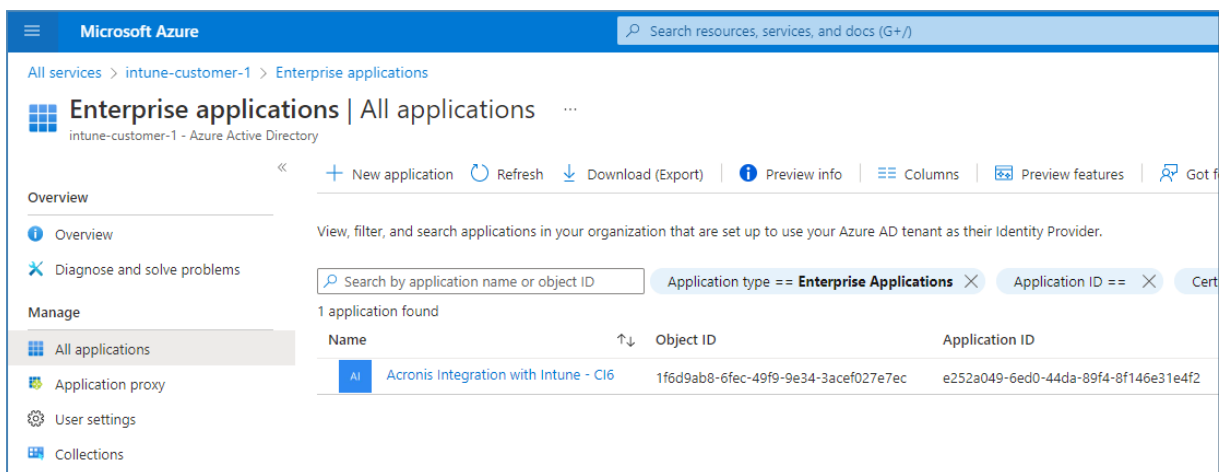 Microsoft Azure
Search resources, services, and docs (G+/)
All services > intune-customer-1 > Enterprise applications
Enterprise applications | All applications ...
intune-customer-1 - Azure Active Directory
«
+ New application Refresh Download (Export) Preview info Columns Preview features Got f
Overview
Overview
View, filter, and search applications in your organization that are set up to use your Azure AD tenant as their Identity Provider.
Diagnose and solve problems
Search by application name or object ID Application type == Enterprise Applications × Application ID == × Cert
Manage
1 application found
All applications
Name ↑↓ Object ID Application ID
AI Acronis Integration with Intune - CI6 1f6d9ab8-6fec-49f9-9e34-3acef027e7ec e252a049-6ed0-44da-89f4-8f146e31e4f2
Application proxy
User settings
Collections